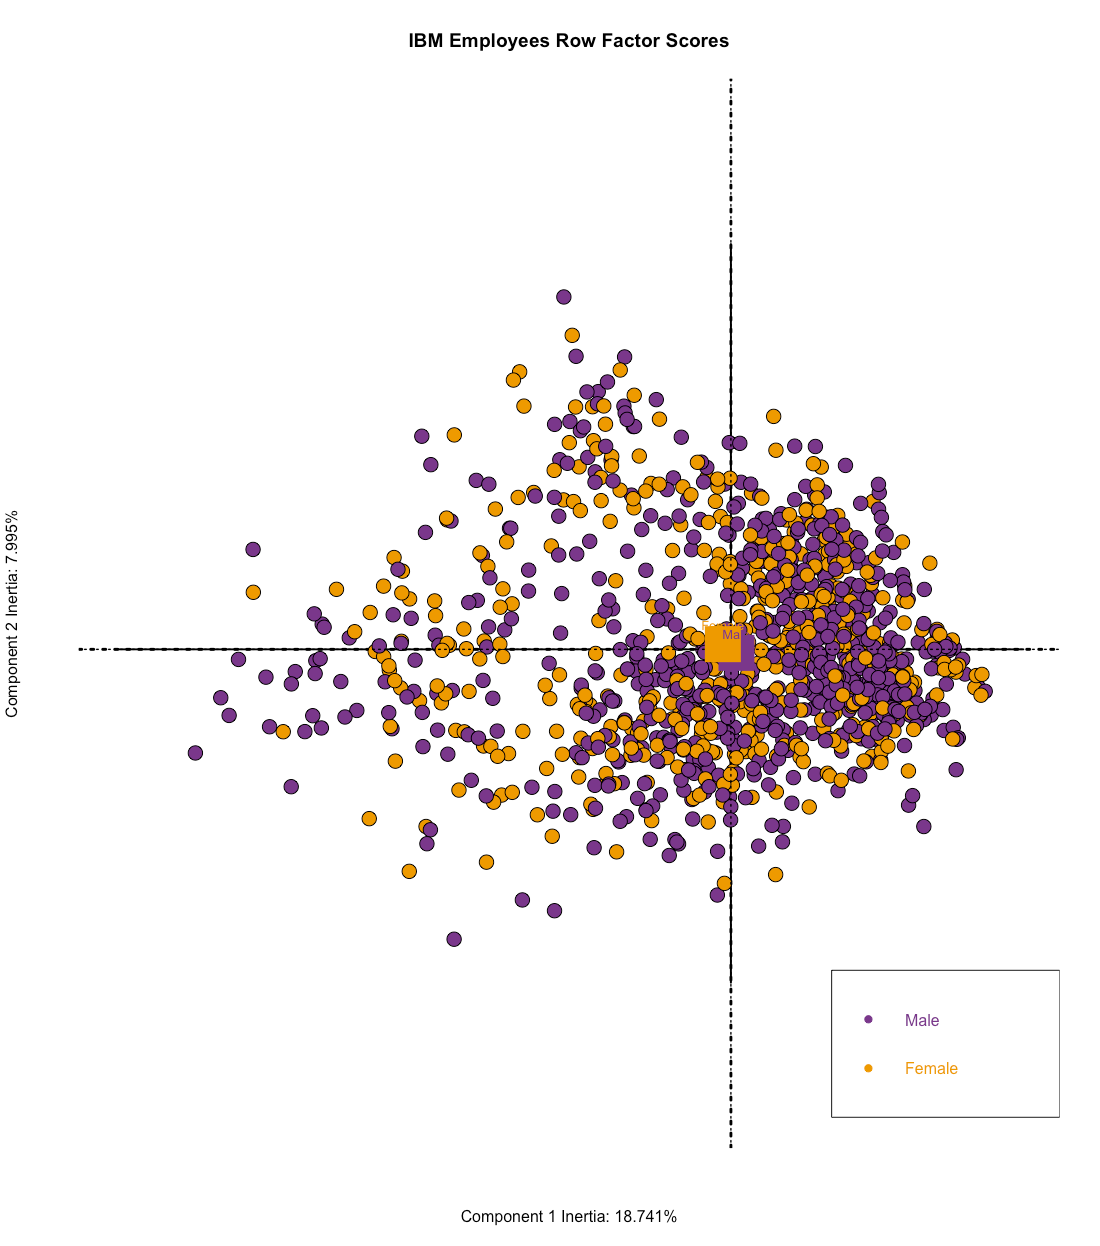 IBM Employees Row Factor Scores
Component 2 Inertia: 7.995%
Male
Female
Component 1 Inertia: 18.741%